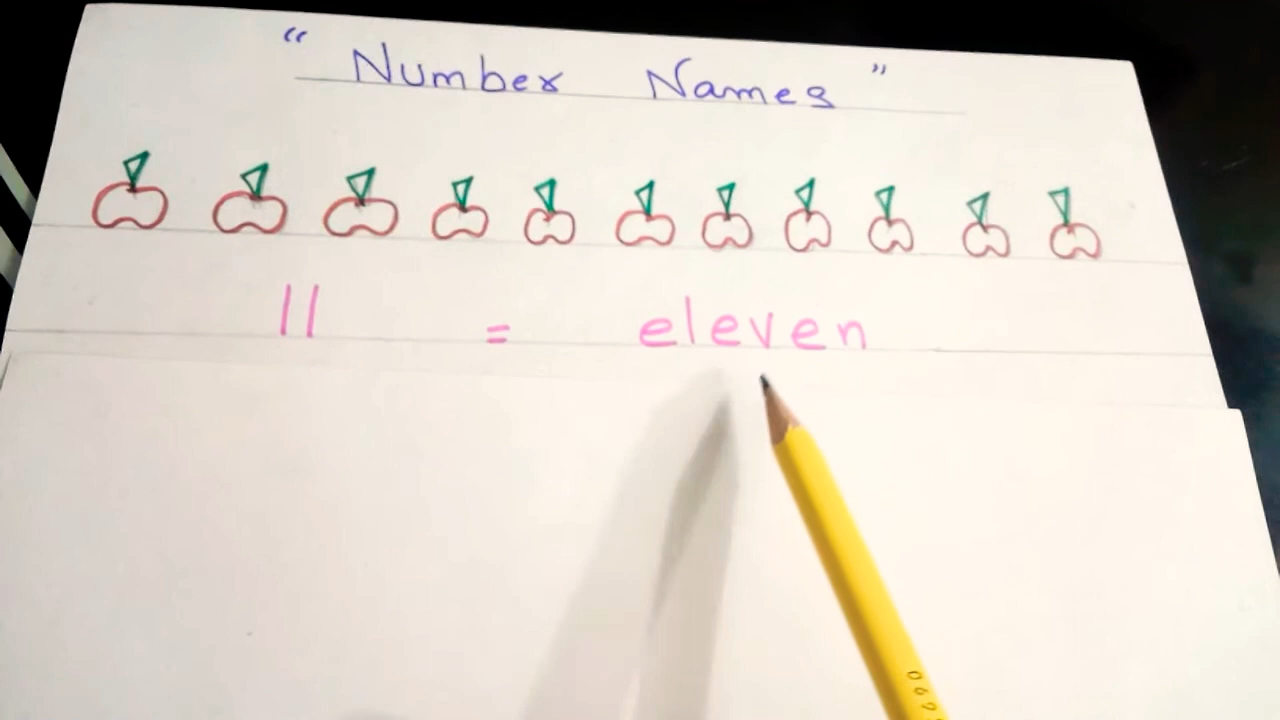 " Number Names "
11 = eleven